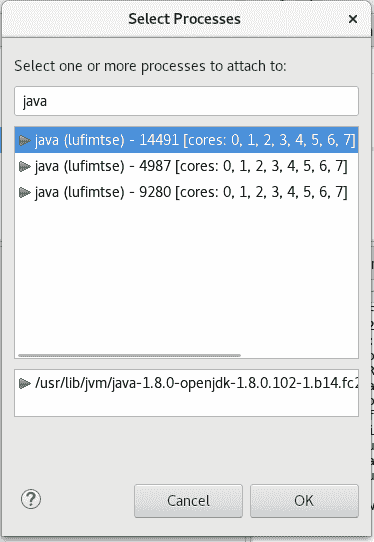 Select Processes
Select one or more processes to attach to:
java
java (lufimtse) - 14491 [cores: 0, 1, 2, 3, 4, 5, 6, 7]
java (lufimtse) - 4987 [cores: 0, 1, 2, 3, 4, 5, 6, 7]
java (lufimtse) - 9280 [cores: 0, 1, 2, 3, 4, 5, 6, 7]
/usr/lib/jvm/java-1.8.0-openjdk-1.8.0.102-1.b14.fc2
Cancel
OK